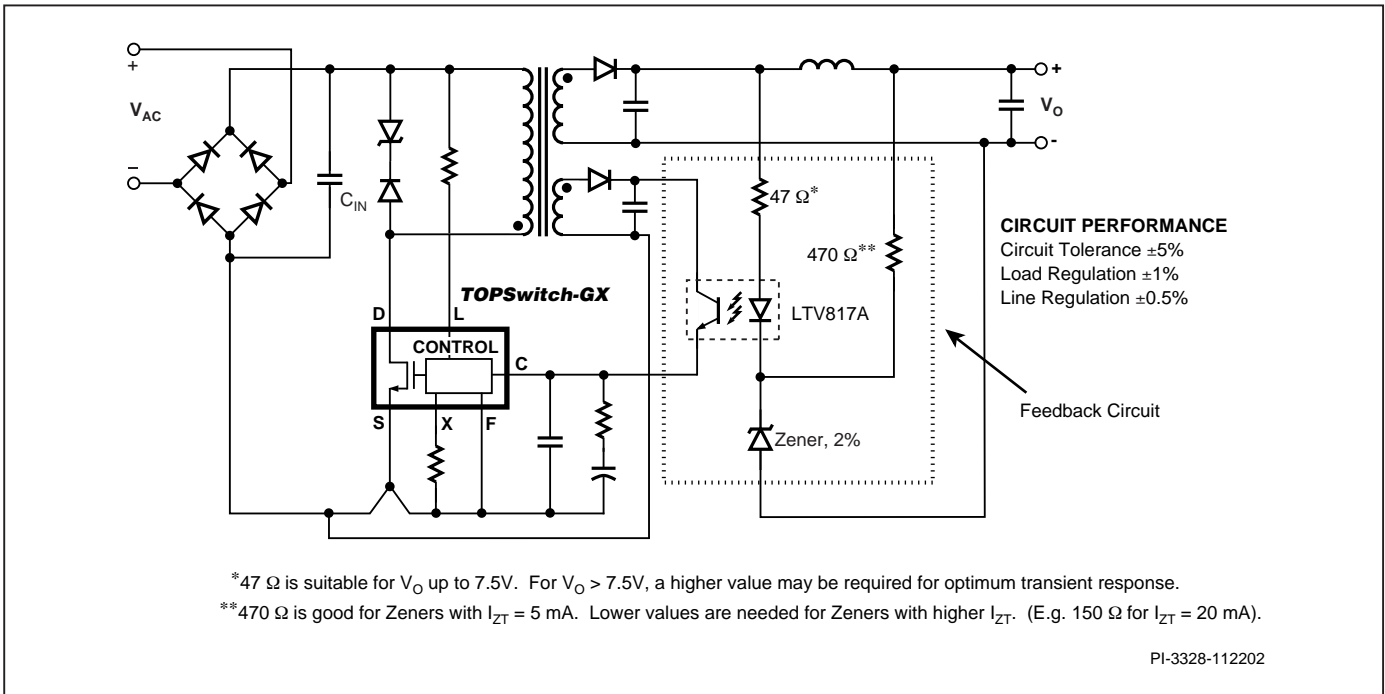 +
V_AC
−
C_IN
TOPSwitch-GX
D
L
CONTROL
C
S
X
F
47 Ω*
470 Ω**
LTV817A
Zener, 2%
+
V_O
-
CIRCUIT PERFORMANCE
Circuit Tolerance ±5%
Load Regulation ±1%
Line Regulation ±0.5%
Feedback Circuit
*47 Ω is suitable for V_O up to 7.5V. For V_O > 7.5V, a higher value may be required for optimum transient response.
**470 Ω is good for Zeners with I_ZT = 5 mA. Lower values are needed for Zeners with higher I_ZT. (E.g. 150 Ω for I_ZT = 20 mA).
PI-3328-112202